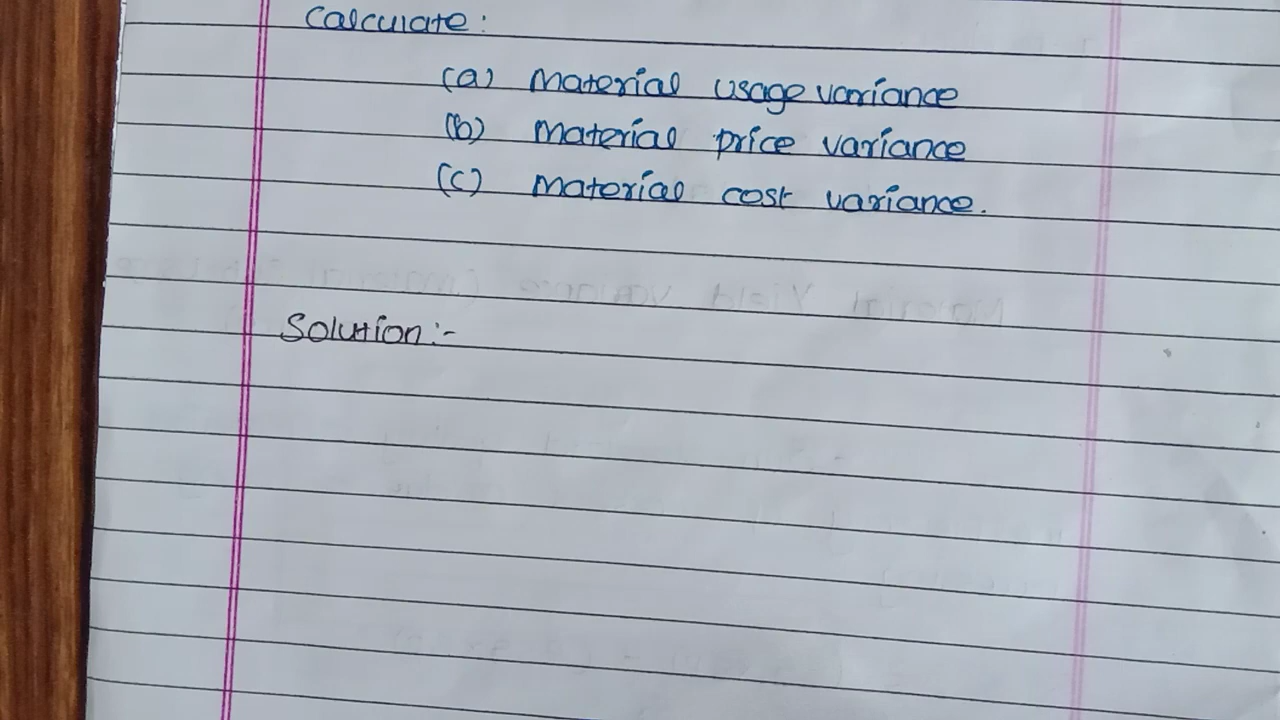 Calculate:
(a) Material usage variance
(b) Material price variance
(c) Material cost variance.
Solution:-